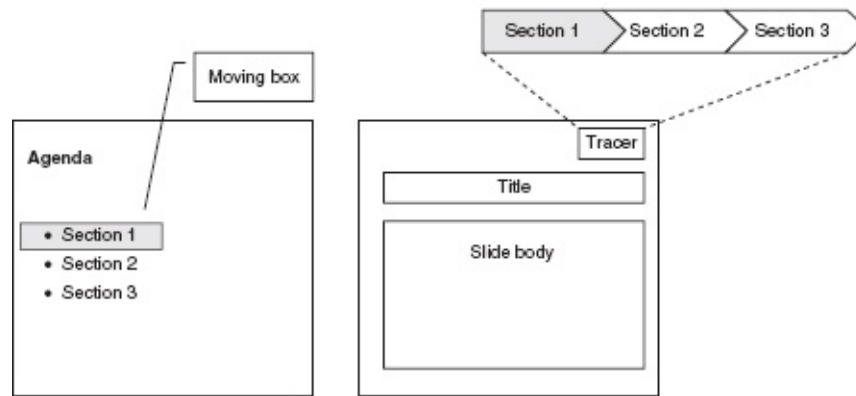 Section 1 Section 2 Section 3
Moving box
Tracer
Agenda
Title
• Section 1
• Section 2
• Section 3
Slide body